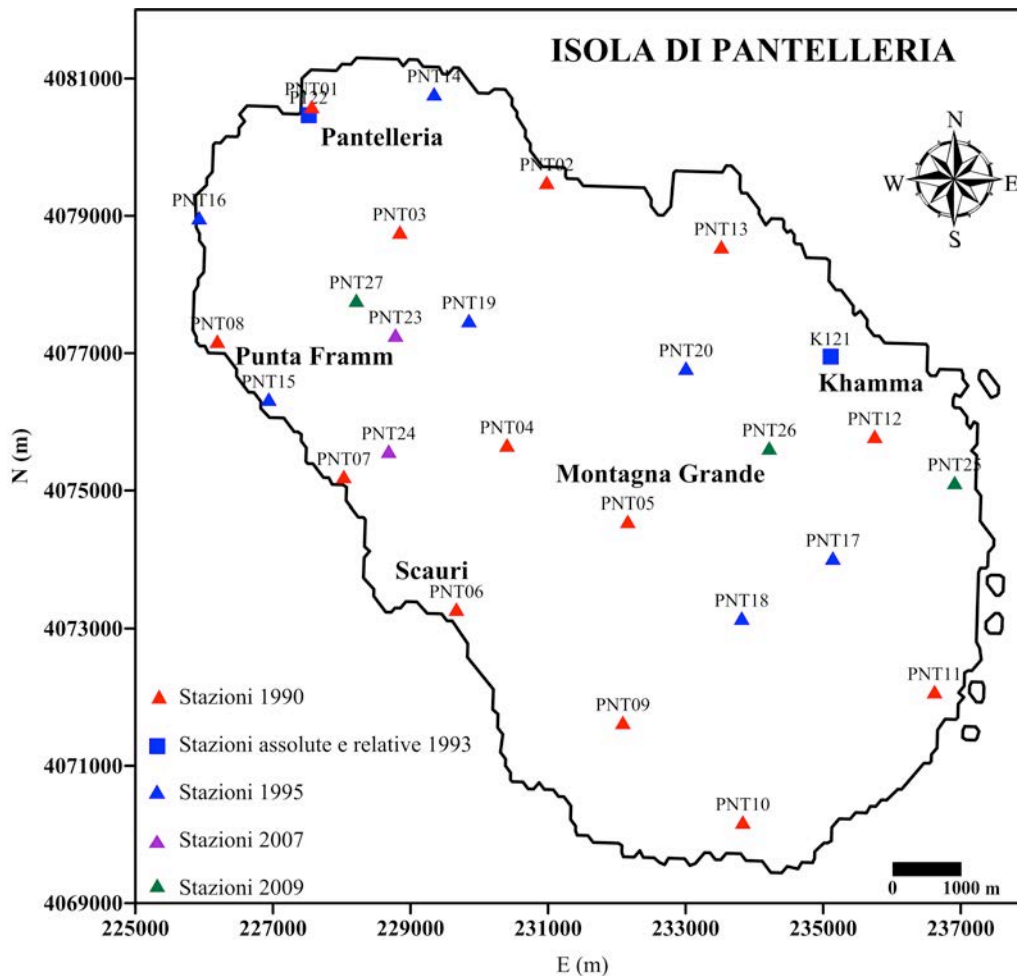 ISOLA DI PANTELLERIA
4081000
PNT14
PNT01
P122
Pantelleria
N
W
E
S
PNT02
4079000
PNT16
PNT03
PNT13
PNT27
PNT23
PNT19
PNT08
Punta Framm
4077000
PNT20
K121
Khamma
PNT15
PNT04
PNT24
PNT07
PNT26
PNT12
Montagna Grande
PNT25
4075000
PNT05
PNT17
Scauri
PNT06
PNT18
4073000
PNT11
PNT09
4071000
PNT10
Stazioni 1990
Stazioni assolute e relative 1993
Stazioni 1995
Stazioni 2007
Stazioni 2009
0 1000 m
4069000
225000 227000 229000 231000 233000 235000 237000
N (m)
E (m)